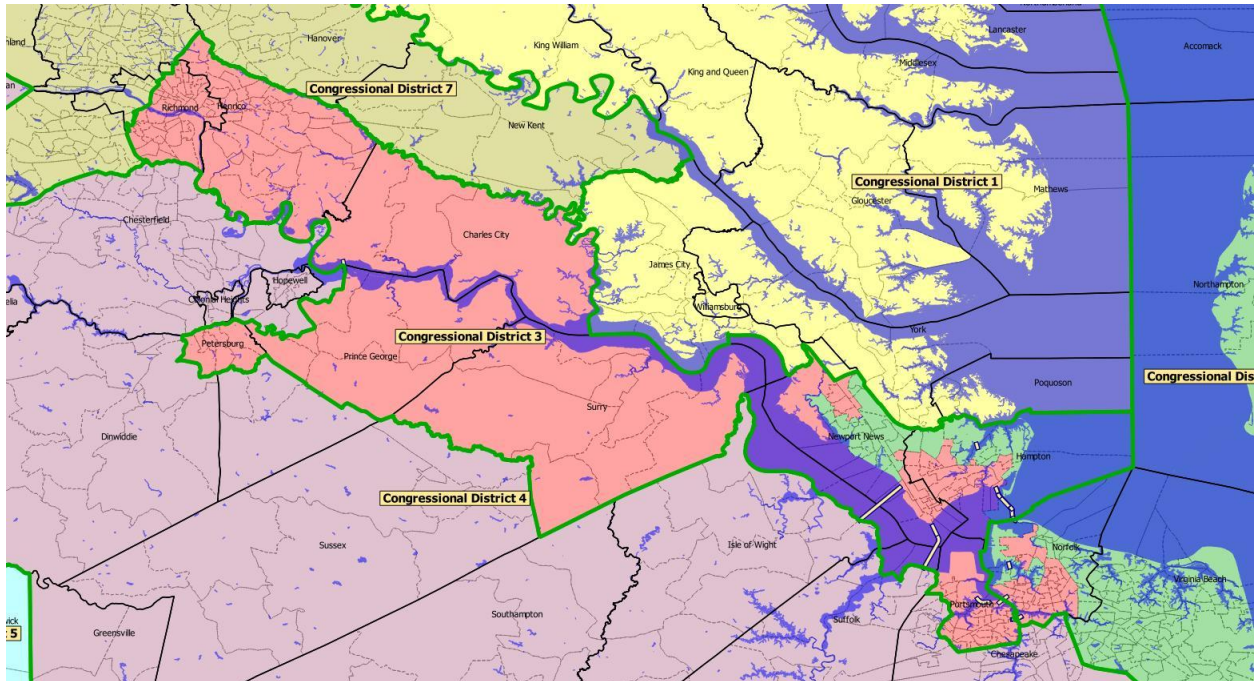 Lancaster
Accomack
Hanover
King William
Middlesex
King and Queen
Congressional District 7
Richmond
Henrico
New Kent
Congressional District 1
Mathews
Gloucester
Chesterfield
Charles City
James City
Hopewell
Northampton
Colonial Heights
Williamsburg
York
Congressional District 3
Petersburg
Prince George
Poquoson
Congressional Dis
Surry
Dinwiddie
Newport News
Hampton
Congressional District 4
Sussex
Isle of Wight
Norfolk
Virginia Beach
Southampton
Portsmouth
Suffolk
wick
t 5
Greensville
Chesapeake